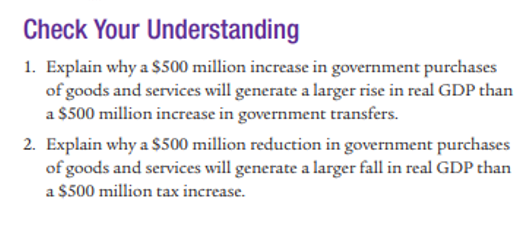 Check Your Understanding
1. Explain why a $500 million increase in government purchases
of goods and services will generate a larger rise in real GDP than
a $500 million increase in government transfers.
2. Explain why a $500 million reduction in government purchases
of goods and services will generate a larger fall in real GDP than
a $500 million tax increase.